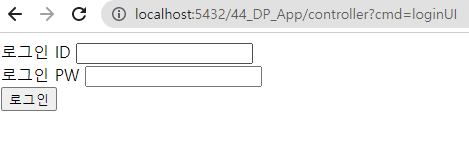 localhost:5432/44_DP_App/controller?cmd=loginUI
로그인 ID
로그인 PW
로그인